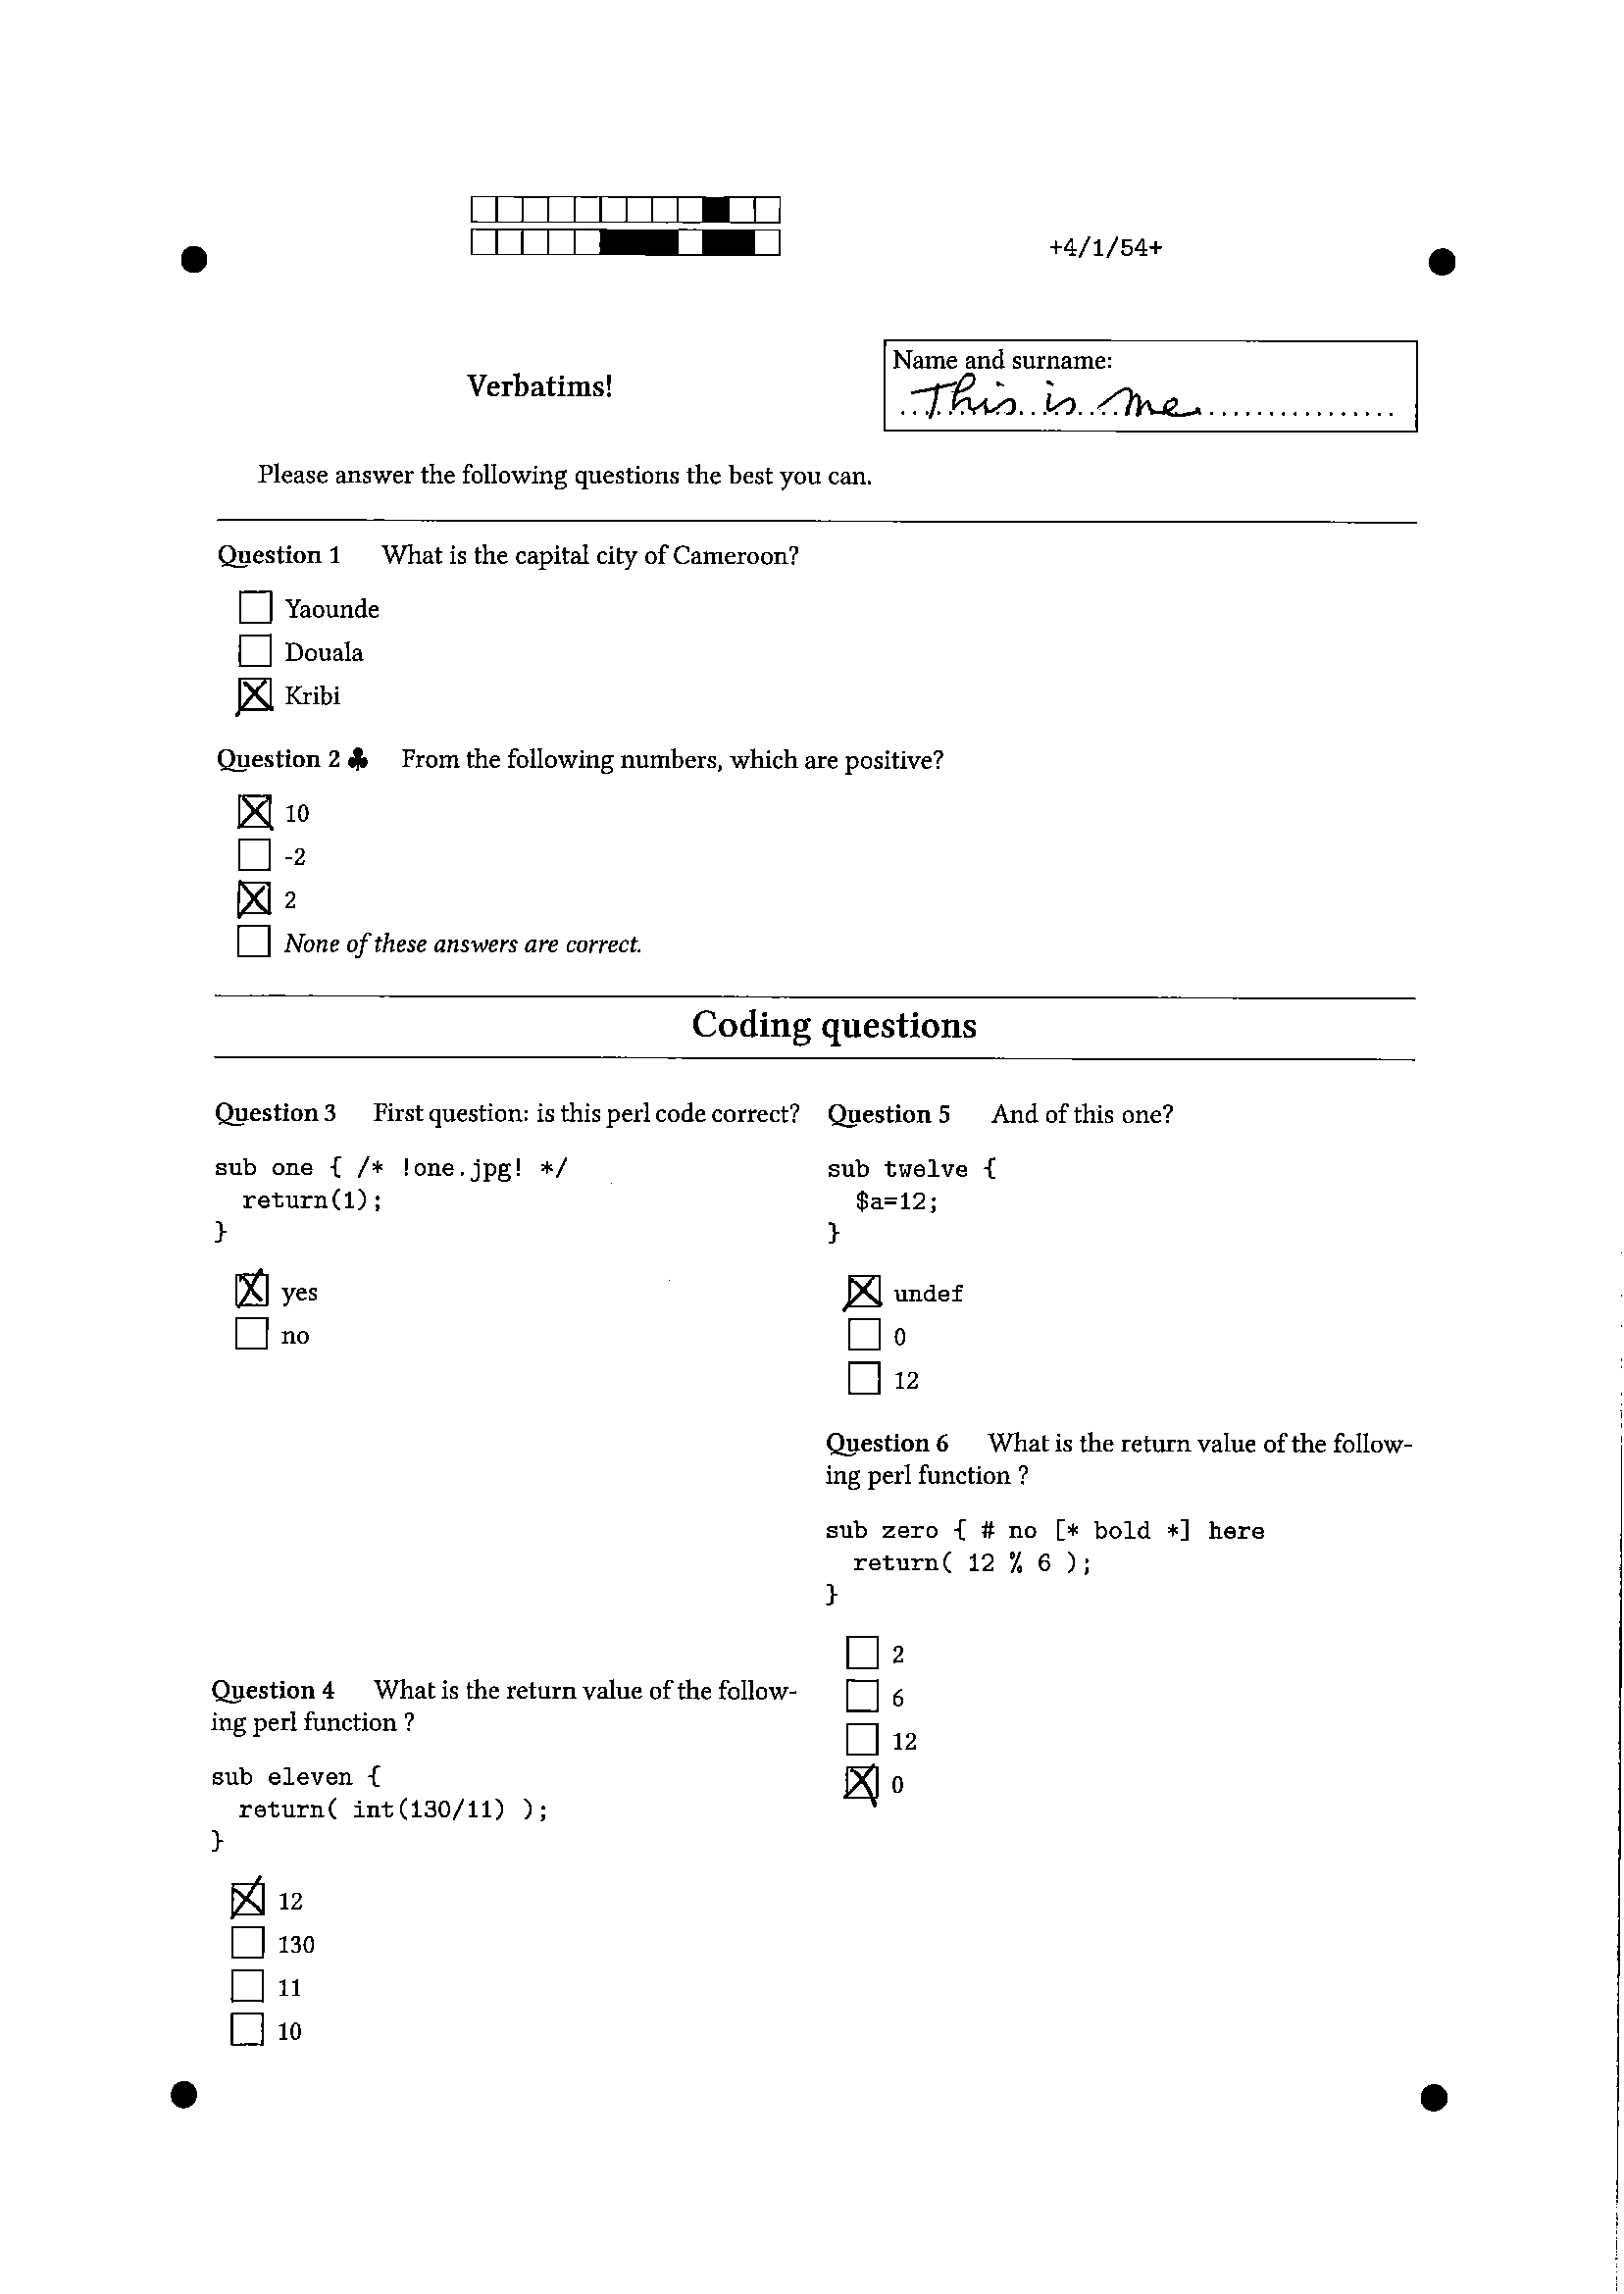 +4/1/54+
Name and surname:
This is me
Verbatims!
Please answer the following questions the best you can.
Question 1 What is the capital city of Cameroon?
Yaounde
Douala
Kribi
Question 2 ♣ From the following numbers, which are positive?
10
-2
2
None of these answers are correct.
Coding questions
Question 3 First question: is this perl code correct?
sub one { /* !one.jpg! */
  return(1);
}
yes
no
Question 4 What is the return value of the follow-
ing perl function ?
sub eleven {
  return( int(130/11) );
}
12
130
11
10
Question 5 And of this one?
sub twelve {
  $a=12;
}
undef
0
12
Question 6 What is the return value of the follow-
ing perl function ?
sub zero { # no [* bold *] here
  return( 12 % 6 );
}
2
6
12
0